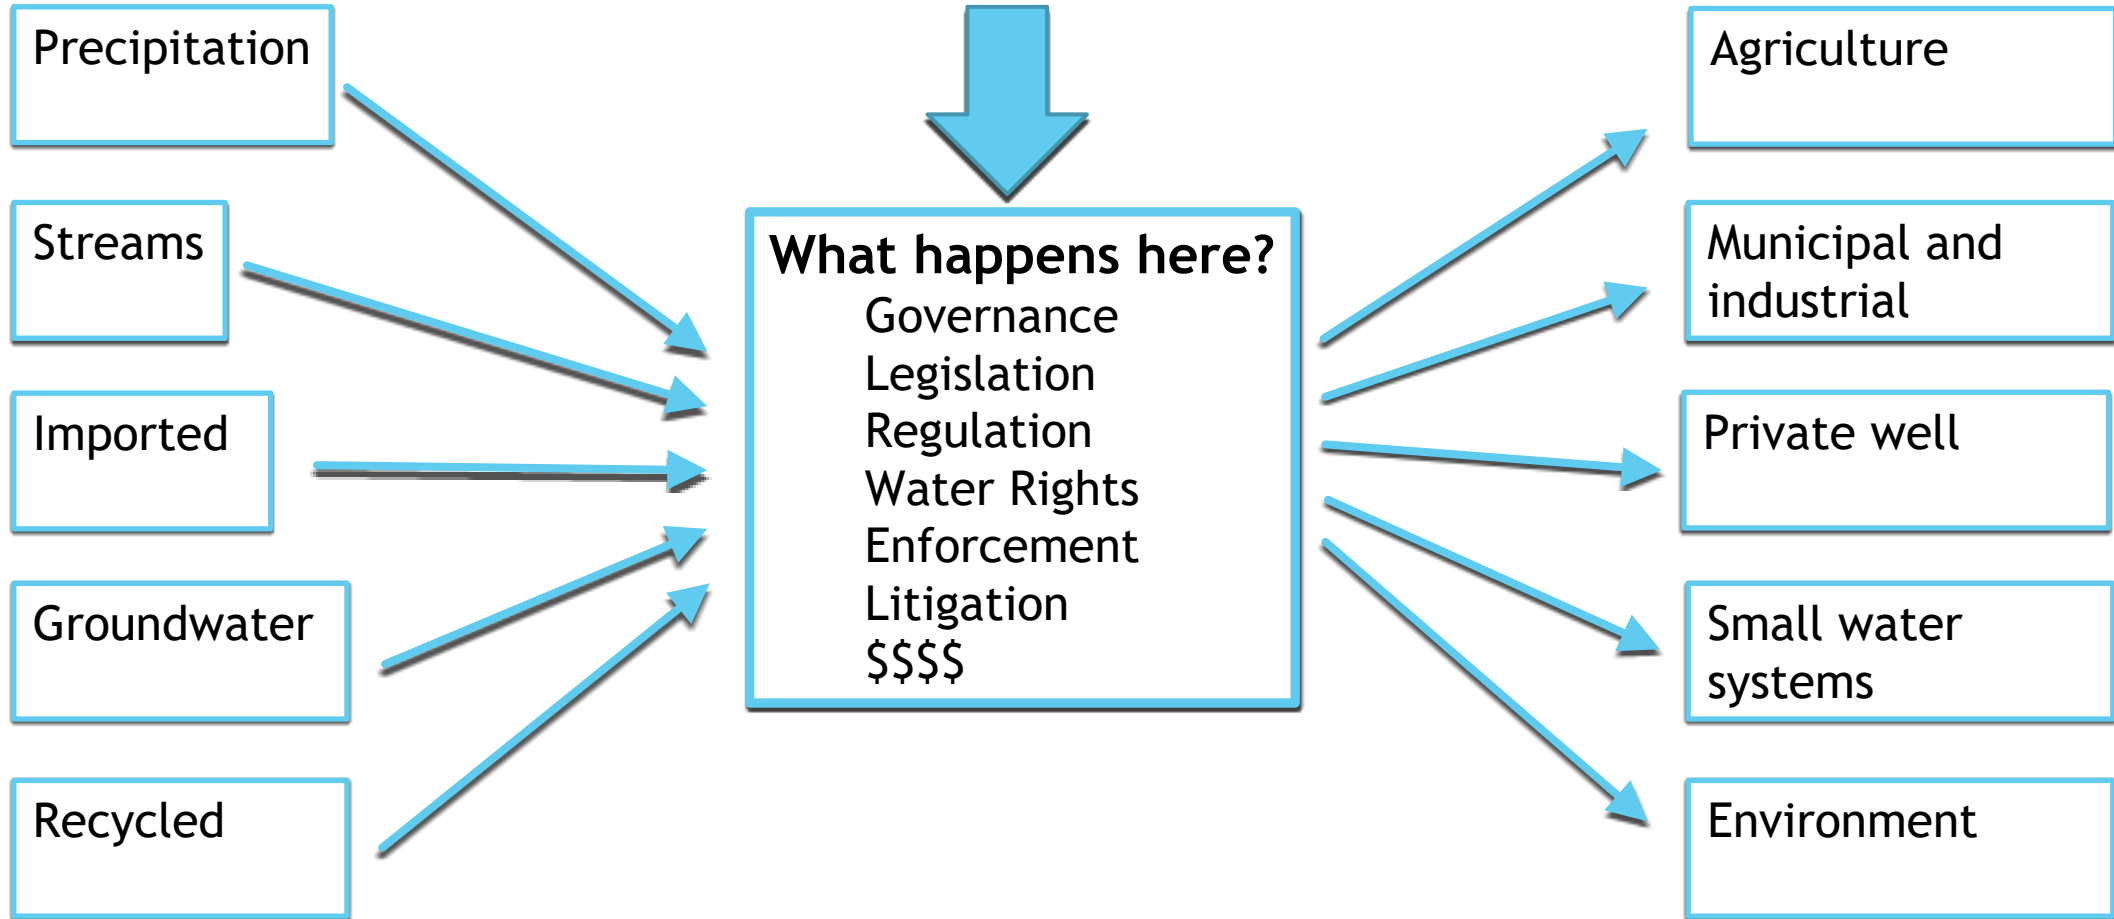 Precipitation
Streams
Imported
Groundwater
Recycled
What happens here?
Governance
Legislation
Regulation
Water Rights
Enforcement
Litigation
$$$$
Agriculture
Municipal and
industrial
Private well
Small water
systems
Environment